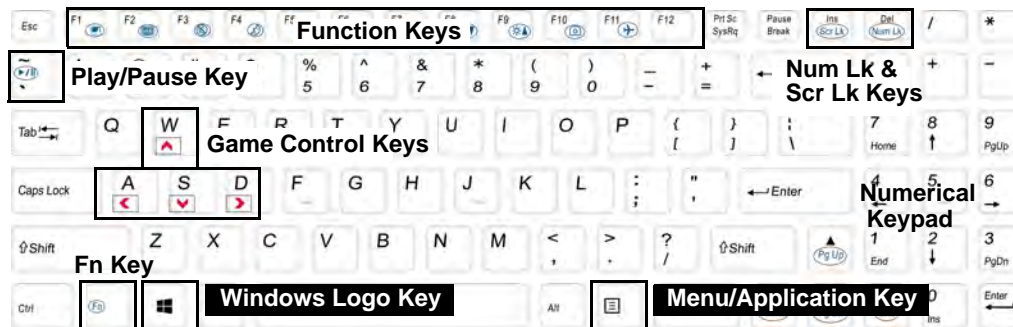 Esc F1 F2 F3 F4 Function Keys F9 F10 F11 F12 Prt Sc SysRq Pause Break Ins Scr Lk Del Num Lk / *
~ ` Play/Pause Key % 5 ^ 6 & 7 * 8 ( 9 ) 0 _ - + = ← Num Lk & Scr Lk Keys + -
Tab Q W E R T Y U I O P { [ } ] \ 7 Home 8 ↑ 9 PgUp
Game Control Keys
Caps Lock A S D F G H J K L : ; " ' Enter 4 ← 5 6 →
Numerical Keypad
Shift Z X C V B N M < , > . ? / Shift Pg Up 1 End 2 ↓ 3 PgDn
Fn Key
Ctrl Fn Windows Logo Key Alt Menu/Application Key 0 Ins Enter